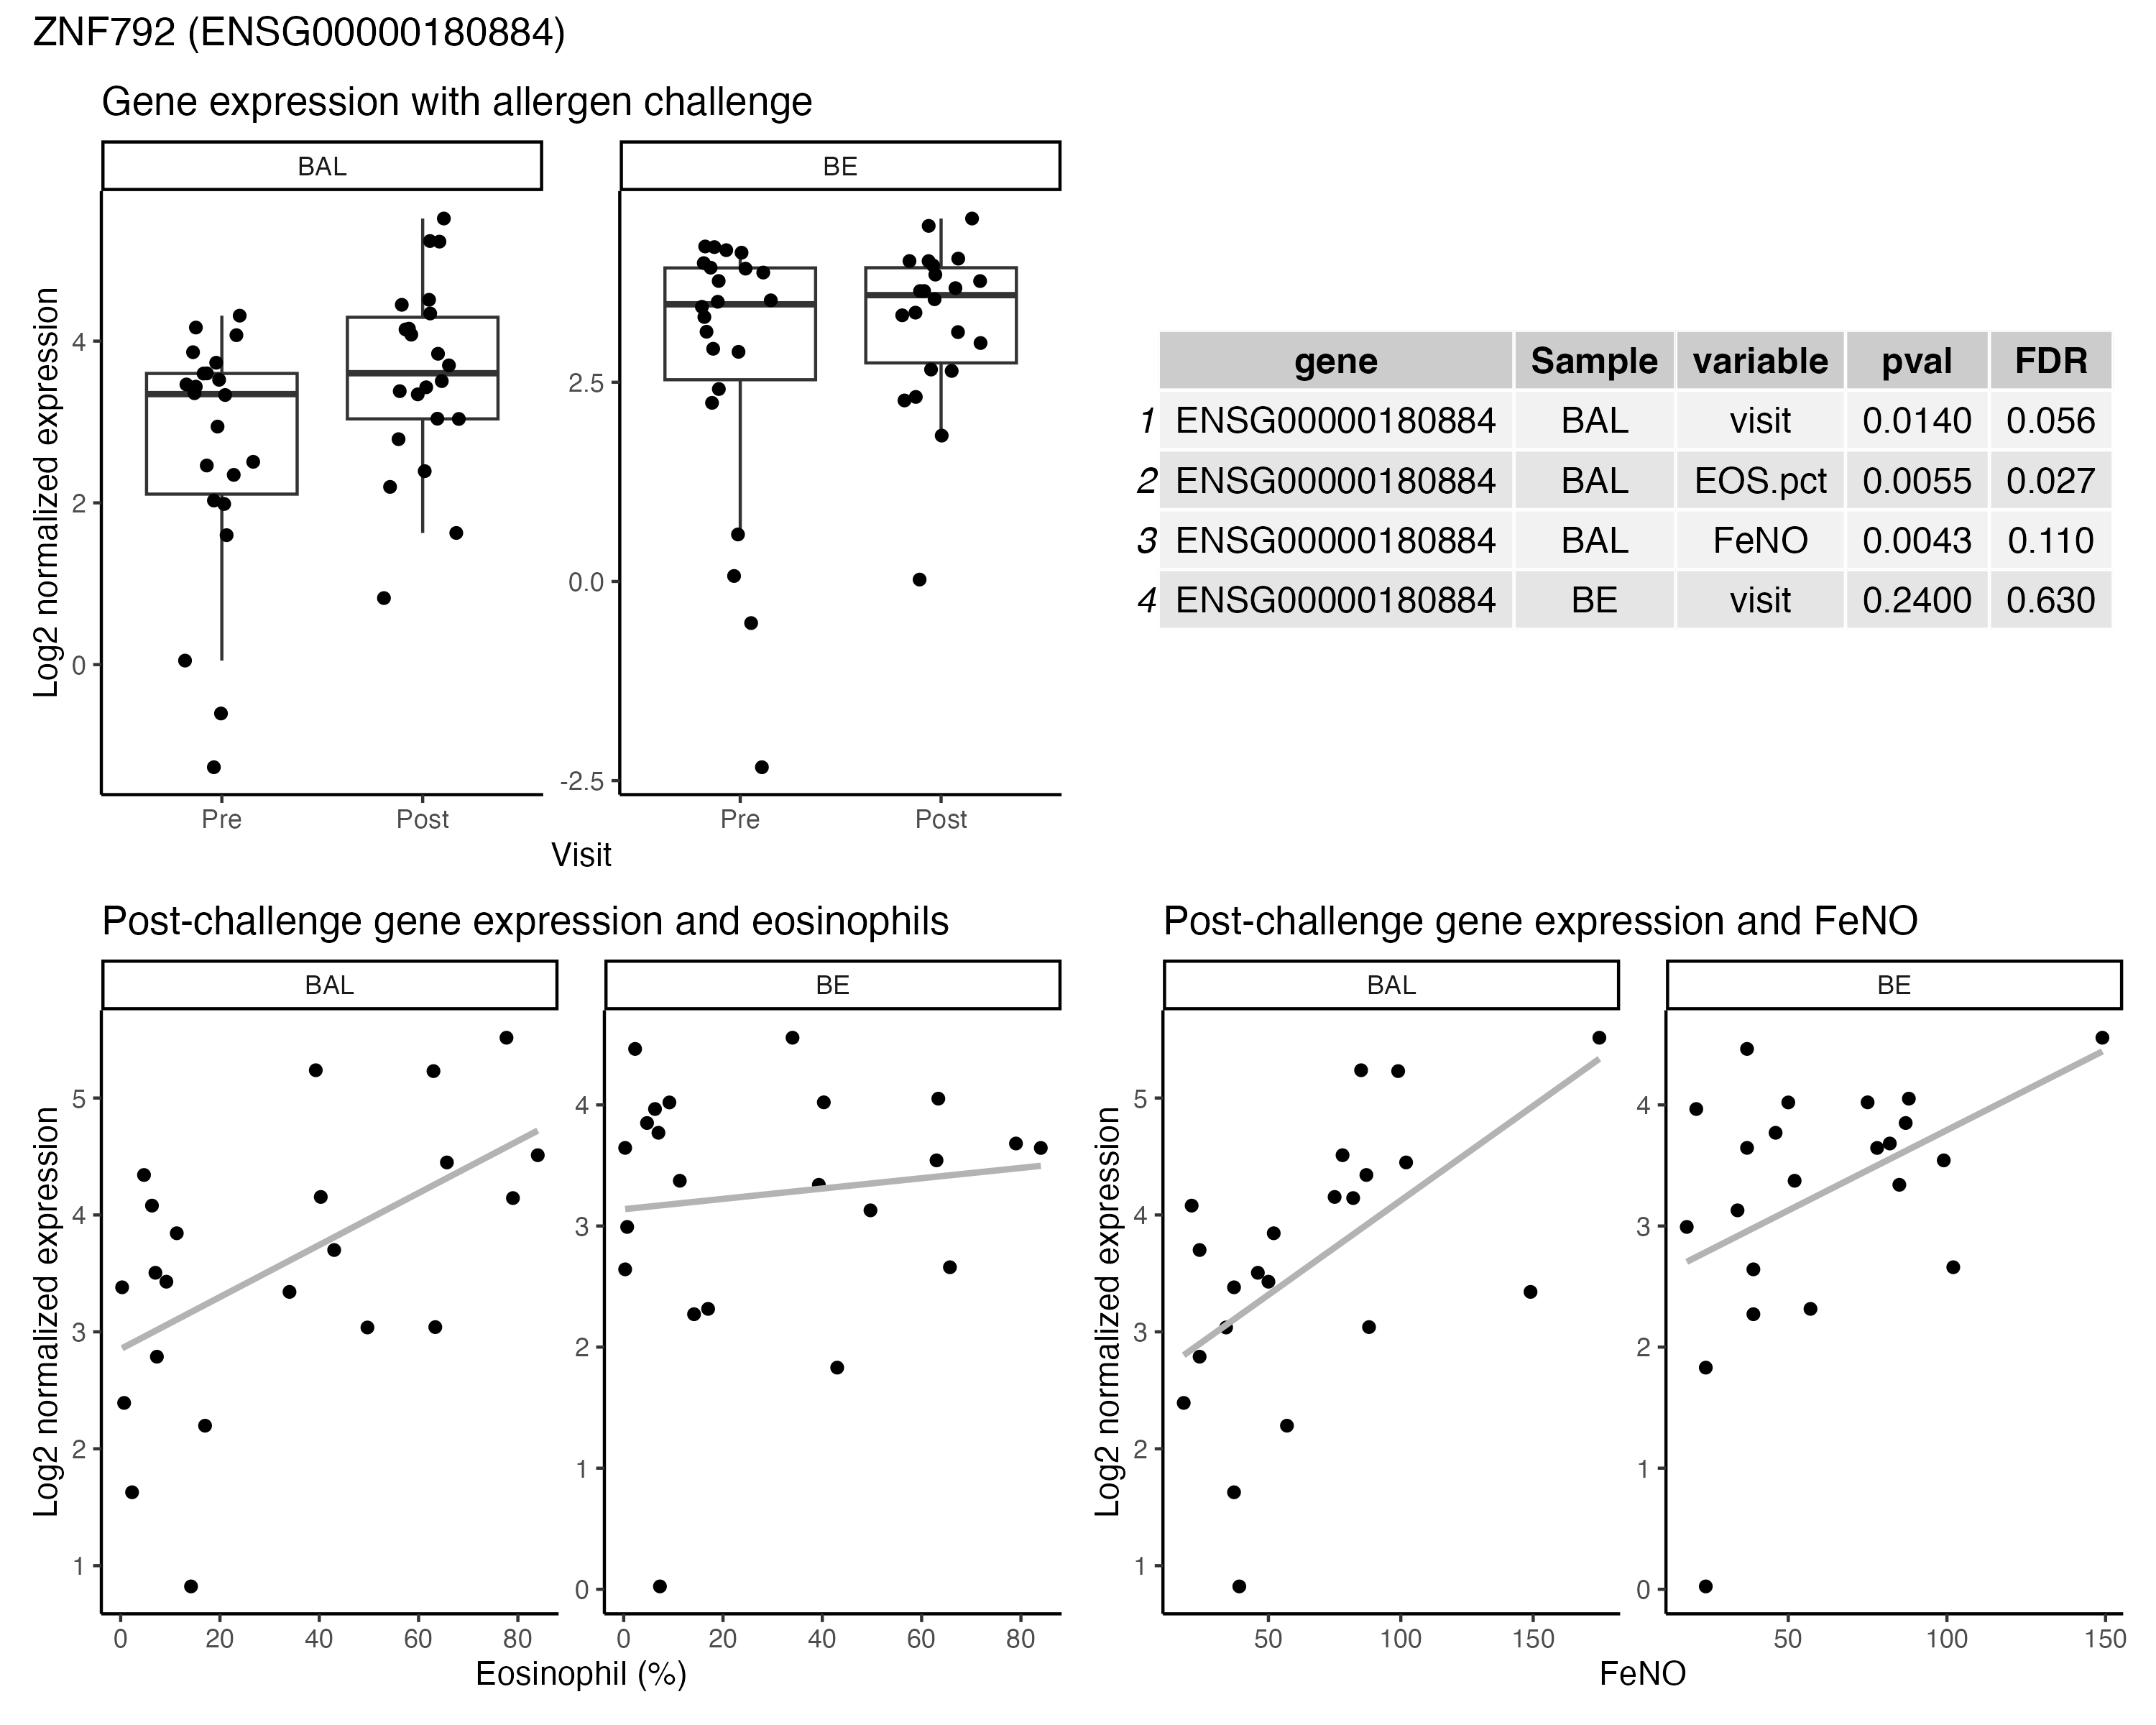 ZNF792 (ENSG00000180884)
Gene expression with allergen challenge
BAL
BE
Log2 normalized expression
4
2
0
2.5
0.0
-2.5
Pre
Post
Pre
Post
Visit
gene Sample variable pval FDR
1 ENSG00000180884 BAL visit 0.0140 0.056
2 ENSG00000180884 BAL EOS.pct 0.0055 0.027
3 ENSG00000180884 BAL FeNO 0.0043 0.110
4 ENSG00000180884 BE visit 0.2400 0.630
Post-challenge gene expression and eosinophils
BAL
BE
Log2 normalized expression
5
4
3
2
1
4
3
2
1
0
0 20 40 60 80
0 20 40 60 80
Eosinophil (%)
Post-challenge gene expression and FeNO
BAL
BE
Log2 normalized expression
5
4
3
2
1
4
3
2
1
0
50 100 150
50 100 150
FeNO